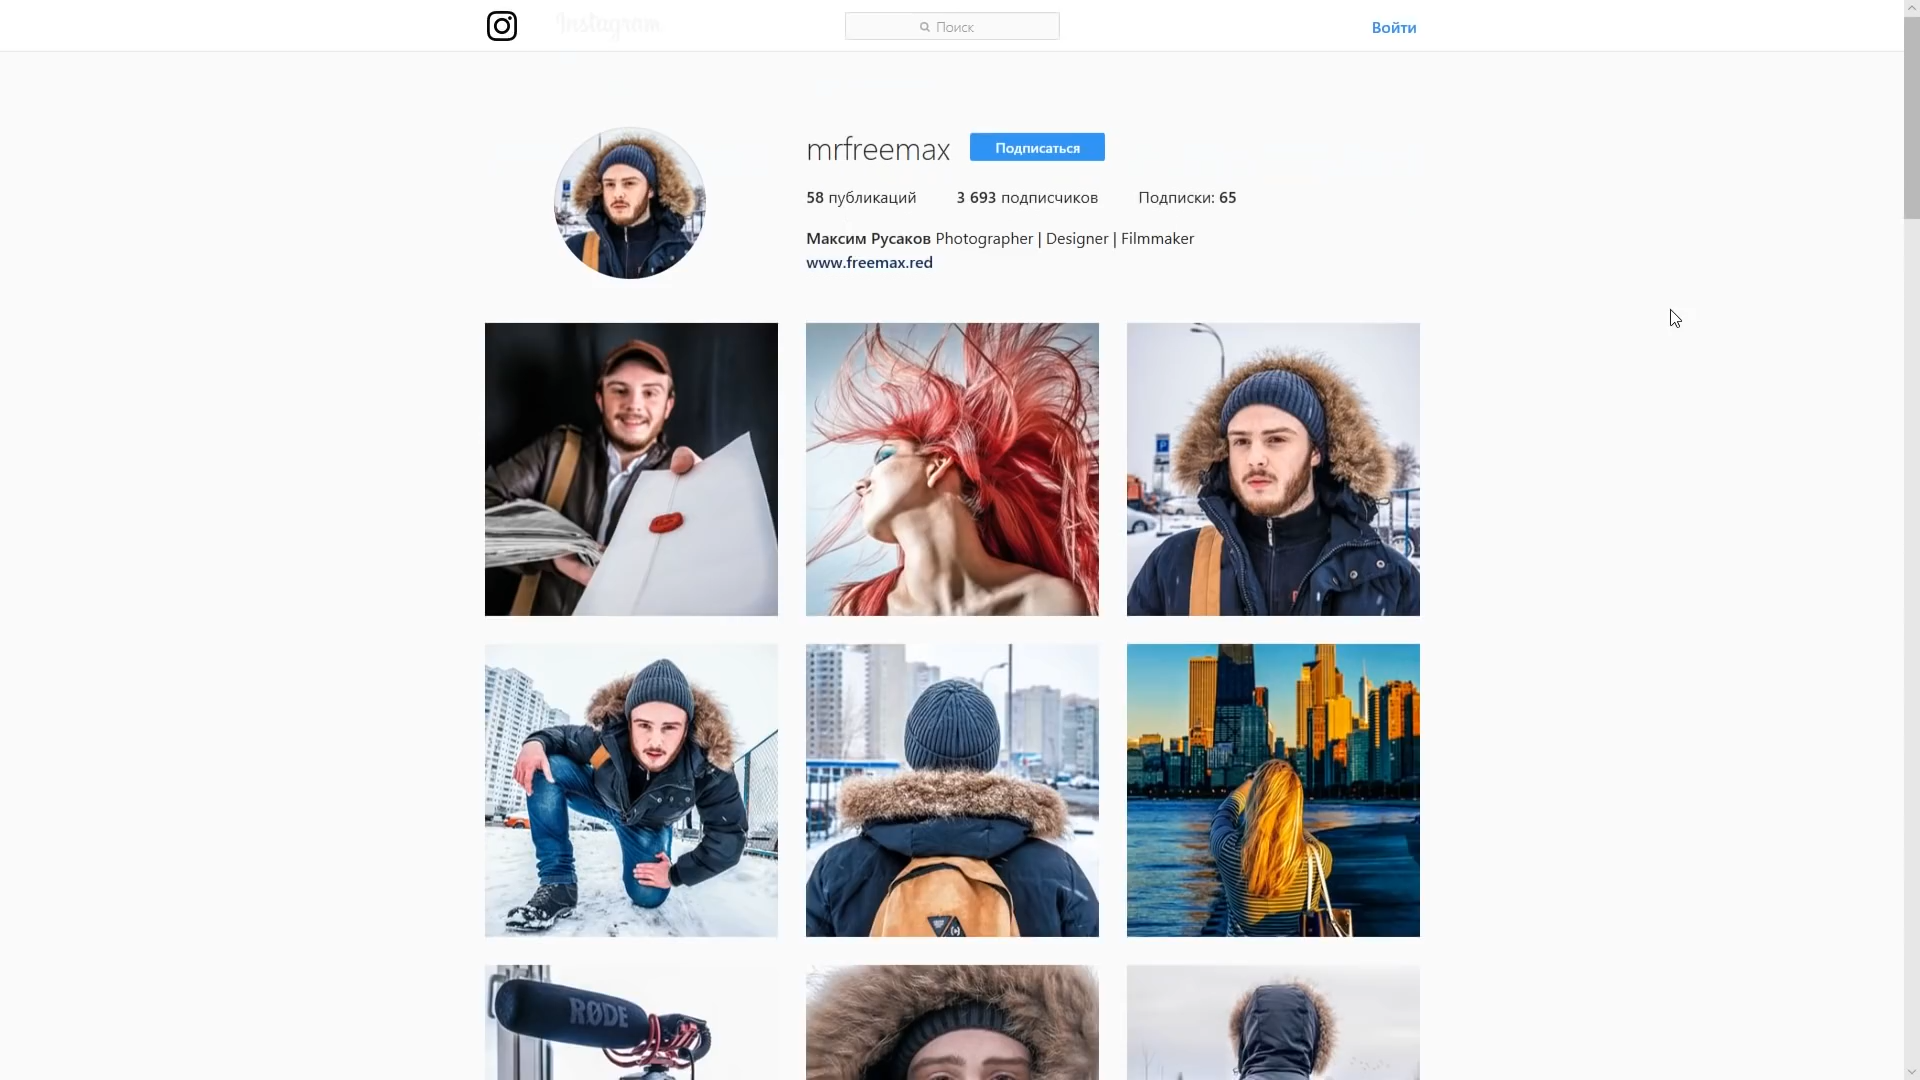 Instagram
Поиск
Войти
mrfreemax
Подписаться
58 публикаций
3 693 подписчиков
Подписки: 65
Максим Русаков Photographer | Designer | Filmmaker
www.freemax.red
RØDE